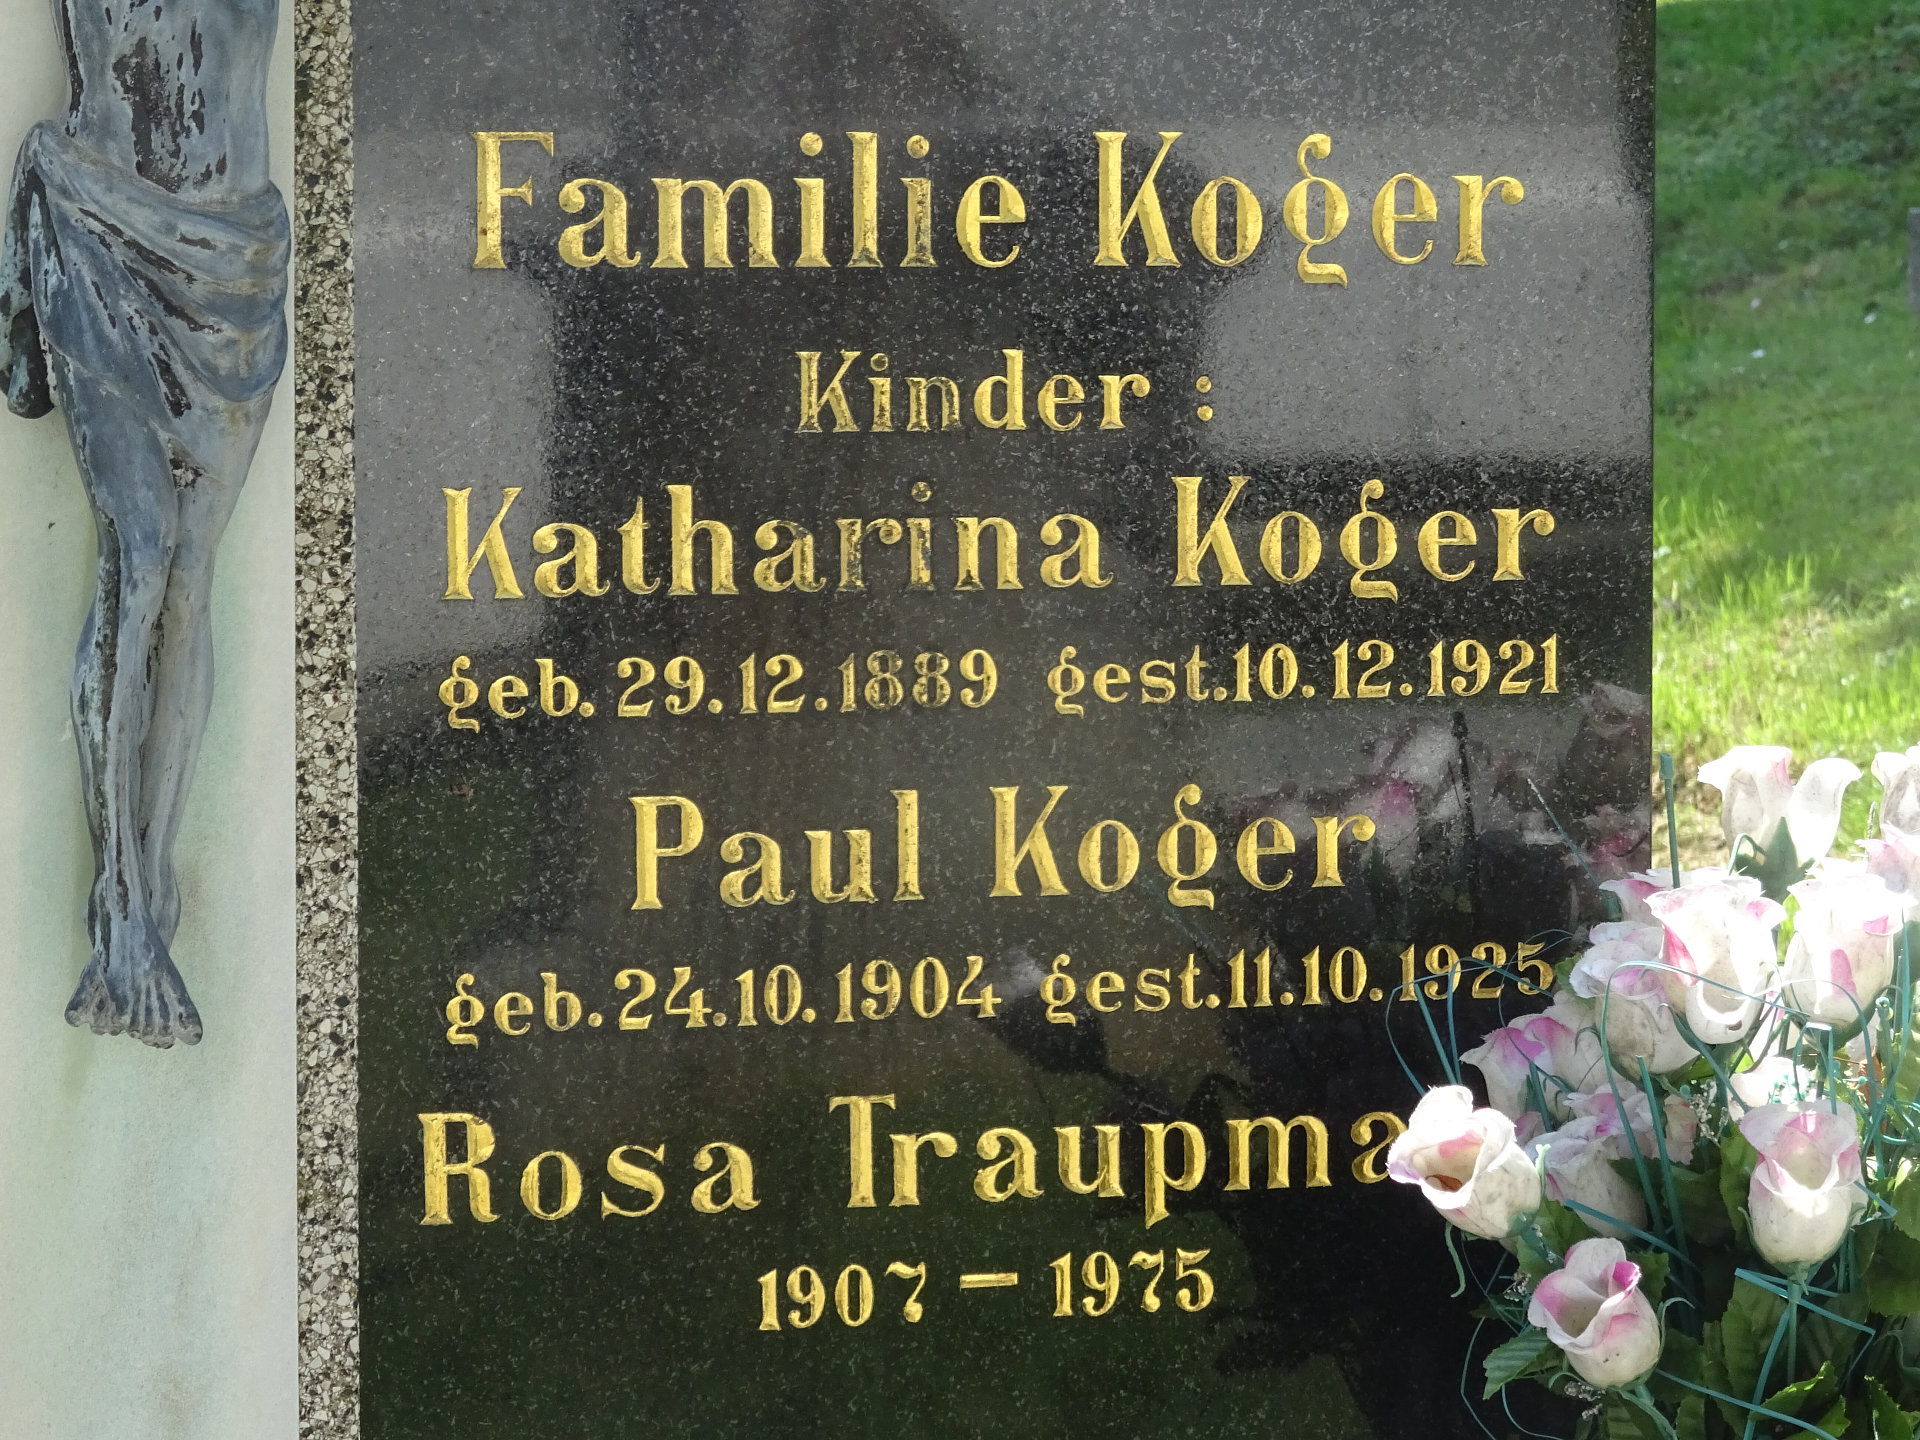 Familie Koger
Kinder :
Katharina Koger
geb. 29.12.1889 gest. 10.12.1921
Paul Koger
geb. 24.10.1904 gest. 11.10.1925
Rosa
1907 – 1975